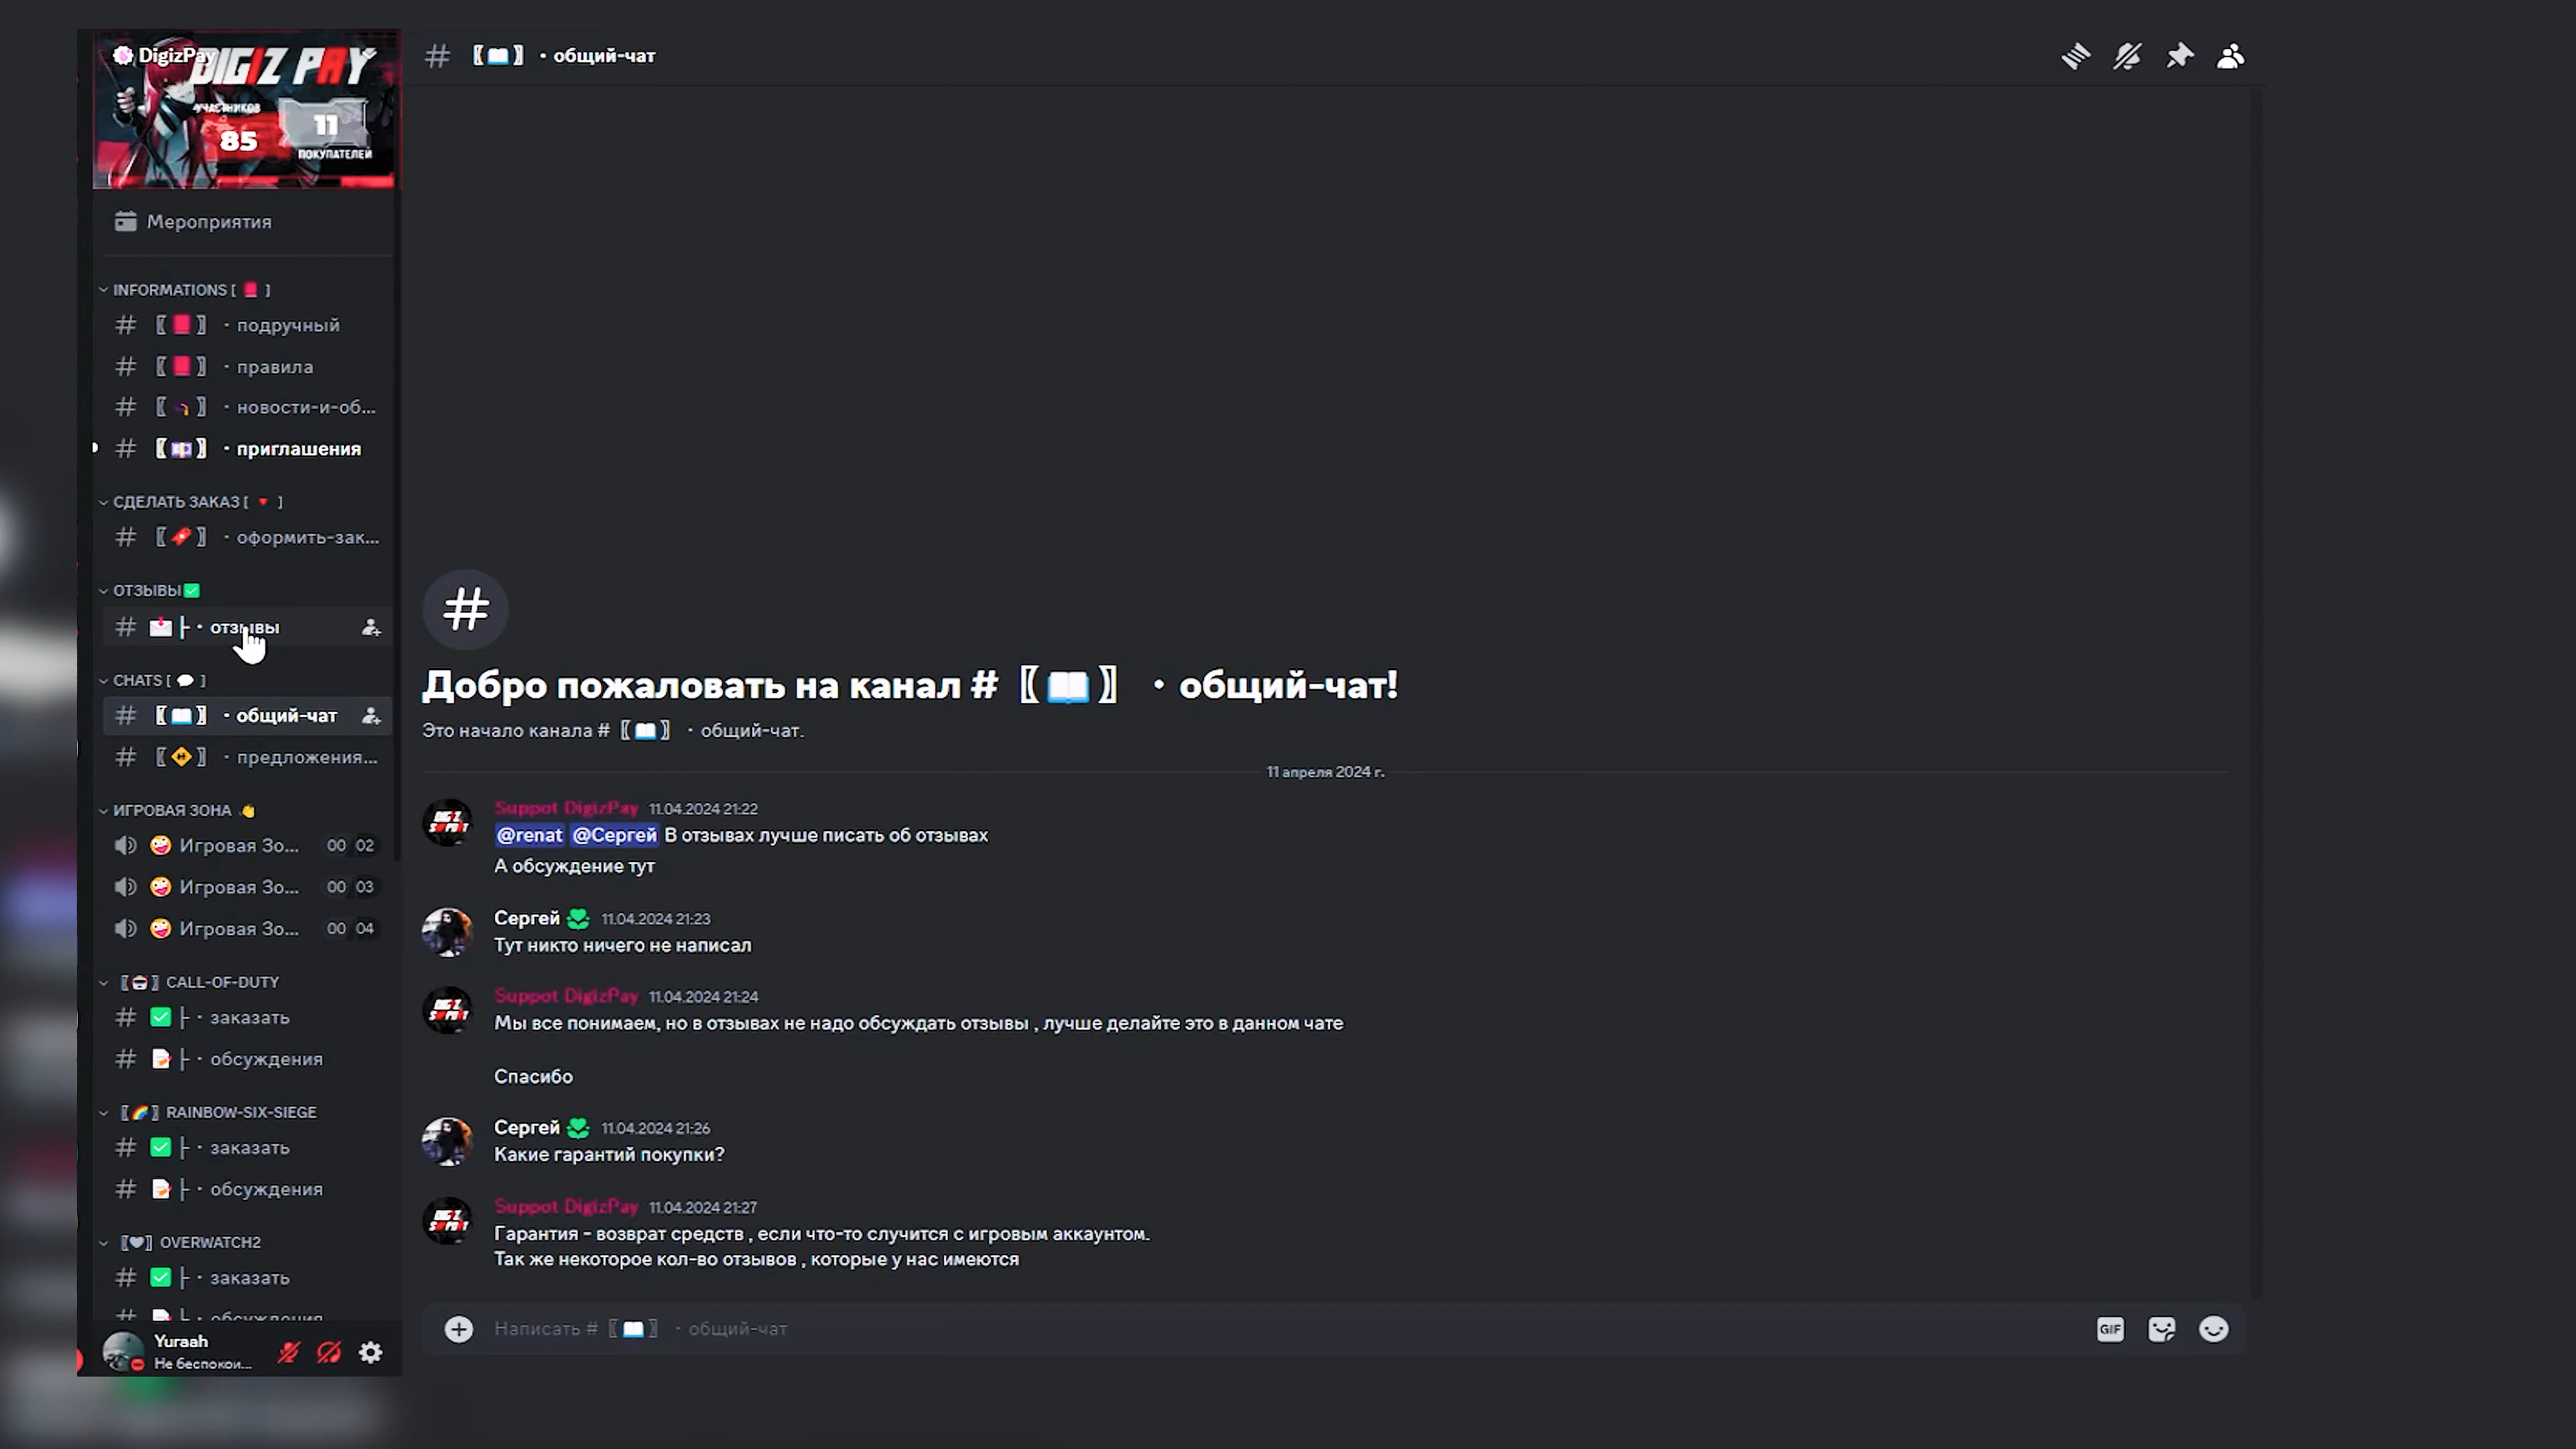 DigizPay
DIGIZ PAY
УЧАСТНИКОВ
85
11
ПОКУПАТЕЛЕЙ
Мероприятия
INFORMATIONS [ 📕 ]
# 〖📕〗・подручный
# 〖📕〗・правила
# 〖〗・новости-и-об...
# 〖〗・приглашения
СДЕЛАТЬ ЗАКАЗ [ 🔻 ]
# 〖〗・оформить-зак...
ОТЗЫВЫ✅
# 📩├・отзывы
CHATS [ 💬 ]
# 〖📖〗・общий-чат
# 〖〗・предложения...
ИГРОВАЯ ЗОНА 👏
🤪 Игровая Зо... 00 02
🤪 Игровая Зо... 00 03
🤪 Игровая Зо... 00 04
〖〗 CALL-OF-DUTY
# ✅├・заказать
# 📝├・обсуждения
〖🌈〗 RAINBOW-SIX-SIEGE
# ✅├・заказать
# 📝├・обсуждения
〖🤍〗 OVERWATCH2
# ✅├・заказать
# 📝├・обсуждения
Yuraah
Не беспокои...
# 〖📖〗・общий-чат
Добро пожаловать на канал # 〖📖〗・общий-чат!
Это начало канала # 〖📖〗・общий-чат.
11 апреля 2024 г.
Suppot DigizPay 11.04.2024 21:22
@renat @Сергей В отзывах лучше писать об отзывах
А обсуждение тут
Сергей 11.04.2024 21:23
Тут никто ничего не написал
Suppot DigizPay 11.04.2024 21:24
Мы все понимаем, но в отзывах не надо обсуждать отзывы , лучше делайте это в данном чате
Спасибо
Сергей 11.04.2024 21:26
Какие гарантий покупки?
Suppot DigizPay 11.04.2024 21:27
Гарантия - возврат средств , если что-то случится с игровым аккаунтом.
Так же некоторое кол-во отзывов , которые у нас имеются
Написать # 〖📖〗・общий-чат
GIF